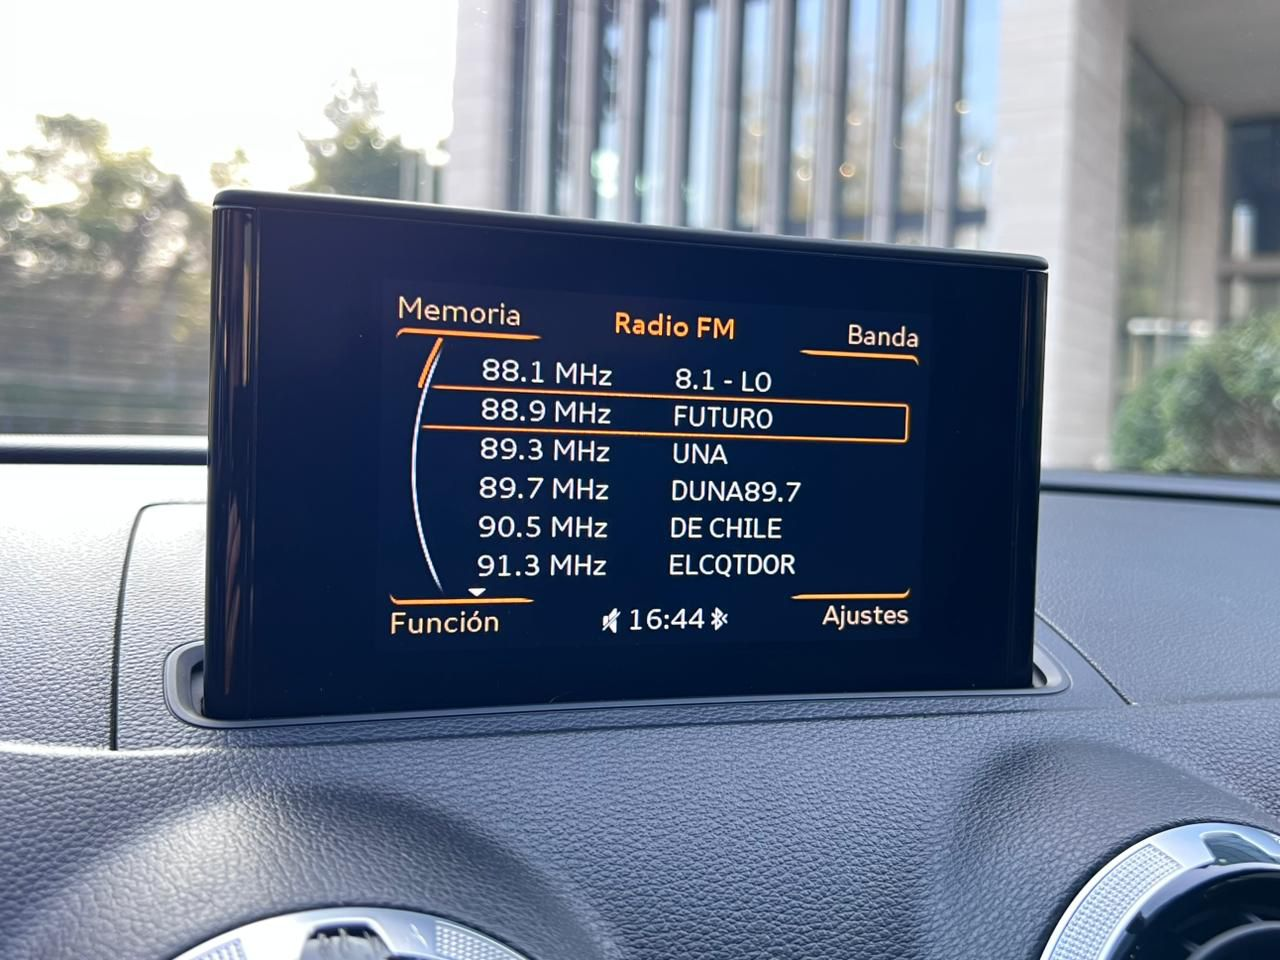 Memoria Radio FM Banda
88.1 MHz 8.1 - LO
88.9 MHz FUTURO
89.3 MHz UNA
89.7 MHz DUNA89.7
90.5 MHz DE CHILE
91.3 MHz ELCQTDOR
Función 16:44 Ajustes